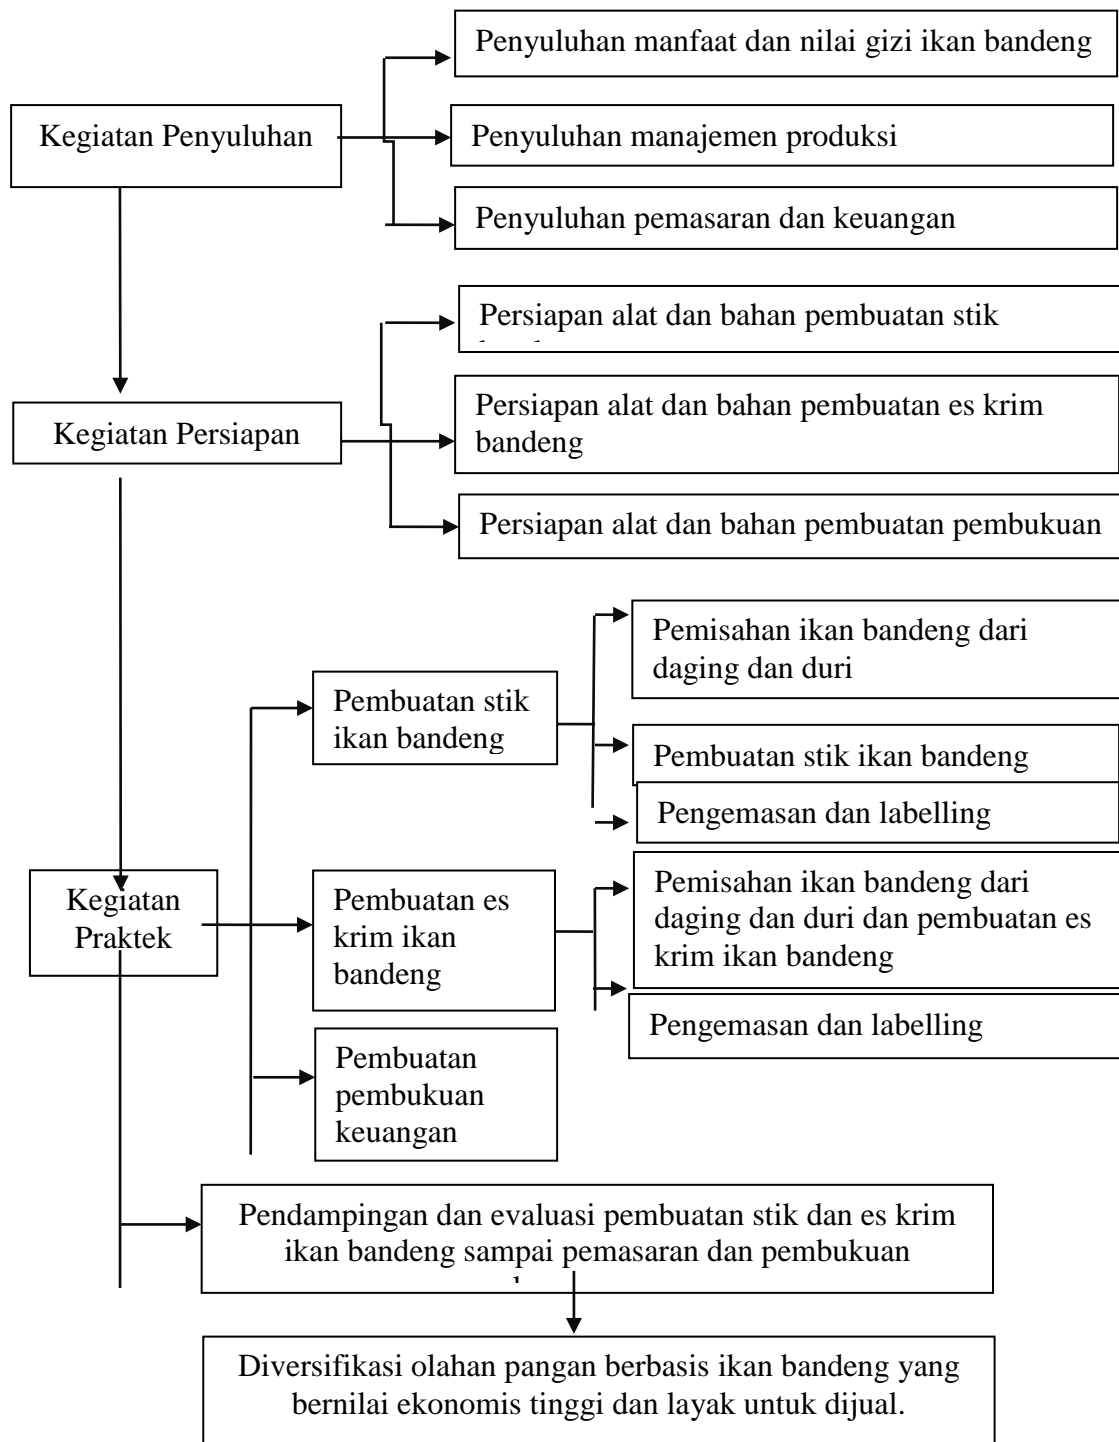 Penyuluhan manfaat dan nilai gizi ikan bandeng
Kegiatan Penyuluhan
Penyuluhan manajemen produksi
Penyuluhan pemasaran dan keuangan
Persiapan alat dan bahan pembuatan stik
Kegiatan Persiapan
Persiapan alat dan bahan pembuatan es krim
bandeng
Persiapan alat dan bahan pembuatan pembukuan
Pembuatan stik
ikan bandeng
Pemisahan ikan bandeng dari
daging dan duri
Pembuatan stik ikan bandeng
Pengemasan dan labelling
Kegiatan
Praktek
Pembuatan es
krim ikan
bandeng
Pemisahan ikan bandeng dari
daging dan duri dan pembuatan es
krim ikan bandeng
Pengemasan dan labelling
Pembuatan
pembukuan
keuangan
Pendampingan dan evaluasi pembuatan stik dan es krim
ikan bandeng sampai pemasaran dan pembukuan
Diversifikasi olahan pangan berbasis ikan bandeng yang
bernilai ekonomis tinggi dan layak untuk dijual.